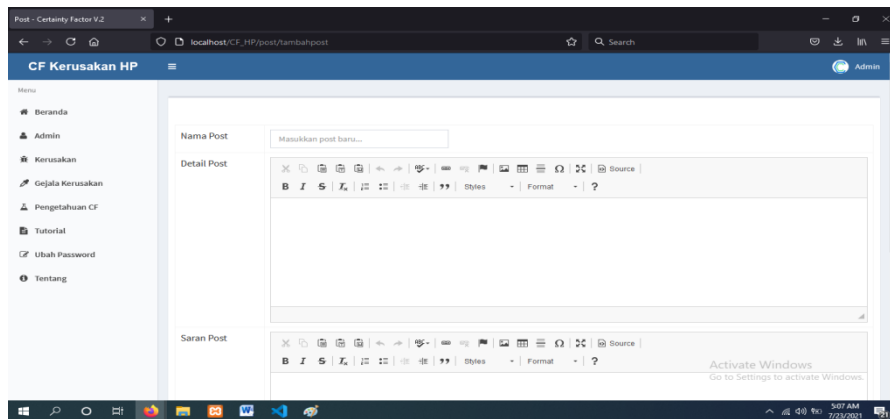 Post - Certainty Factor V.2
localhost/CF_HP/post/tambahpost
Search
CF Kerusakan HP
Admin
Menu
Beranda
Admin
Kerusakan
Gejala Kerusakan
Pengetahuan CF
Tutorial
Ubah Password
Tentang
Nama Post
Masukkan post baru...
Detail Post
Source
B I S Ix Styles Format ?
Saran Post
Source
B I S Ix Styles Format ?
Activate Windows
Go to Settings to activate Windows.
5:07 AM
7/23/2021